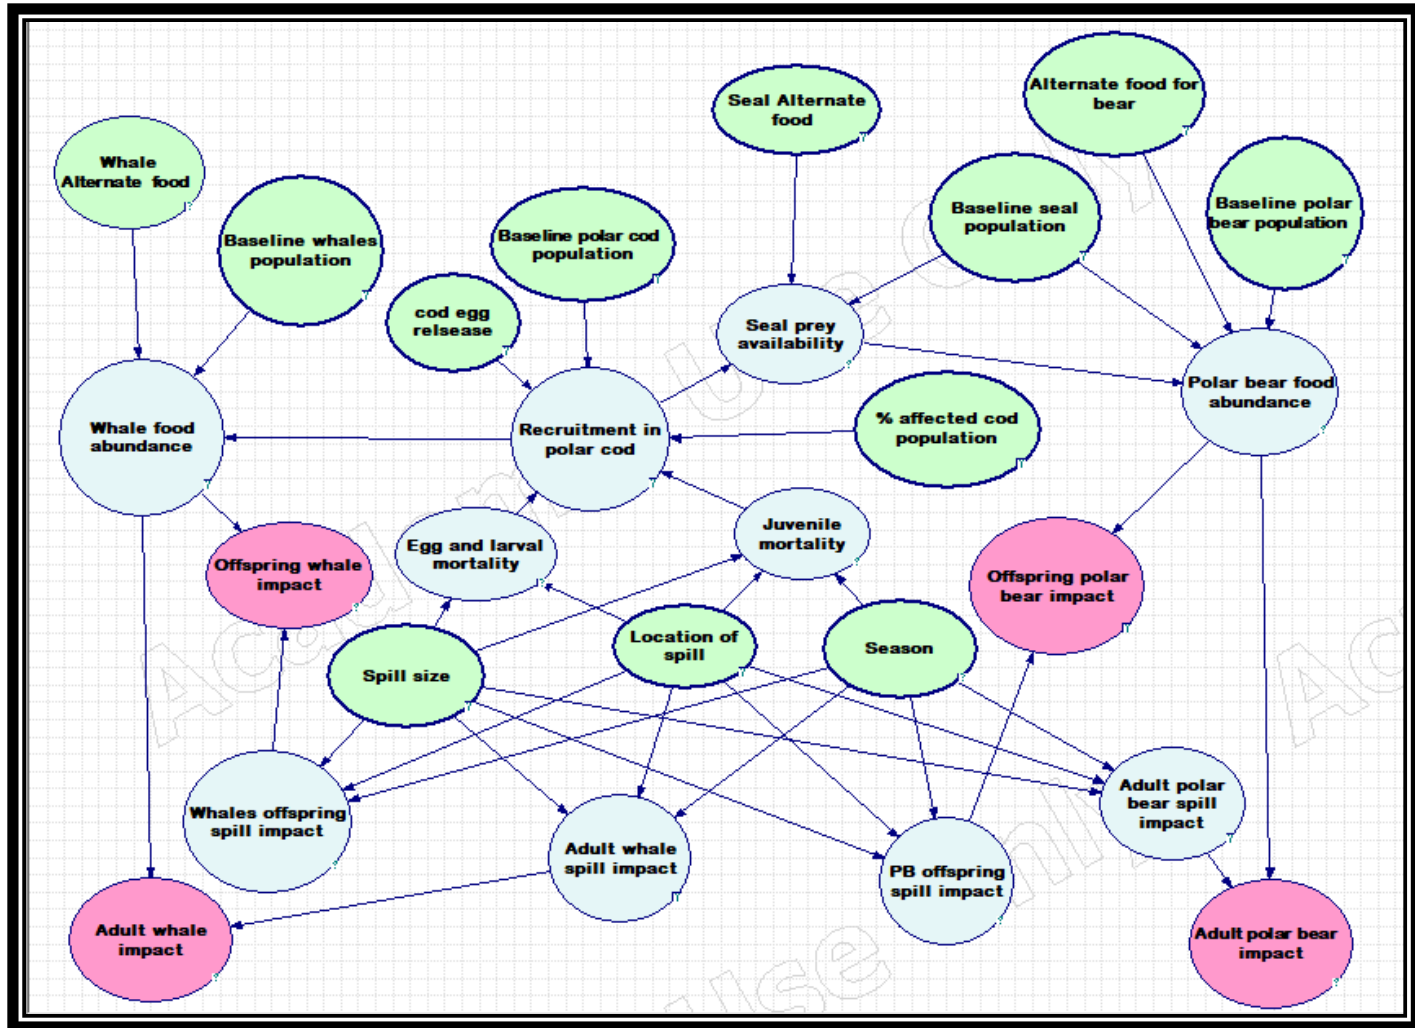 Alternate food for
bear
Seal Alternate
food
Whale
Alternate food
Baseline seal
population
Baseline polar
bear population
Baseline whales
population
Baseline polar cod
population
cod egg
relsease
Seal prey
availability
Polar bear food
abundance
Whale food
abundance
Recruitment in
polar cod
% affected cod
population
Egg and larval
mortality
Juvenile
mortality
Offspring whale
impact
Offspring polar
bear impact
Spill size
Location of
spill
Season
Whales offspring
spill impact
Adult whale
spill impact
PB offspring
spill impact
Adult polar
bear spill
impact
Adult whale
impact
Adult polar bear
impact